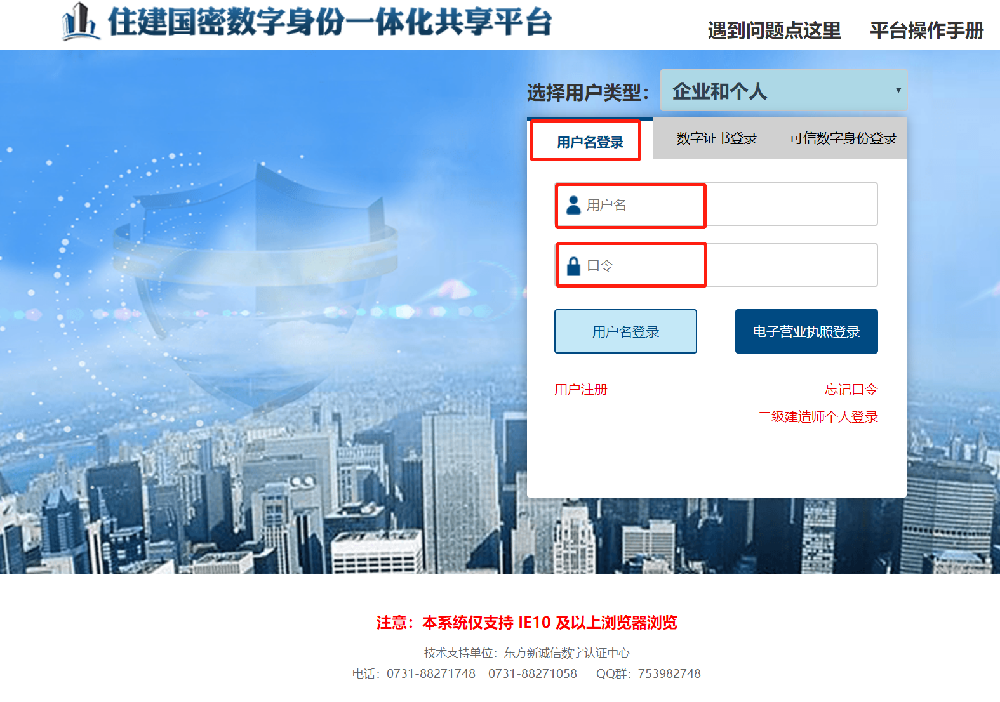 住建国密数字身份一体化共享平台
遇到问题点这里 平台操作手册
选择用户类型： 企业和个人
用户名登录 数字证书登录 可信数字身份登录
用户名
口令
用户名登录 电子营业执照登录
用户注册 忘记口令
二级建造师个人登录
注意：本系统仅支持 IE10 及以上浏览器浏览
技术支持单位：东方新诚信数字认证中心
电话：0731-88271748 0731-88271058 QQ群：753982748